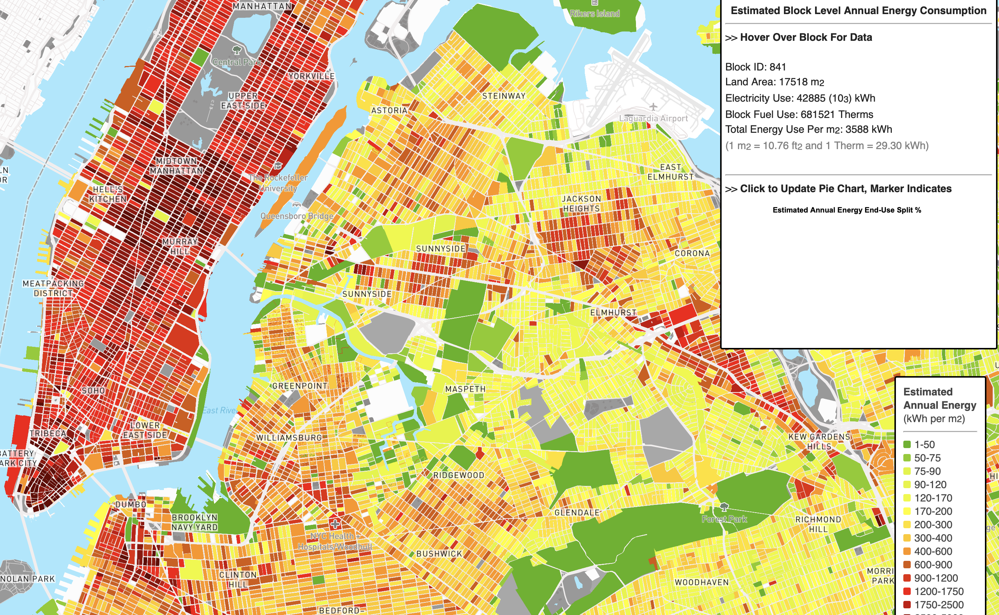 MANHATTAN
Rikers Island
Central Park
YORKVILLE
UPPER
EAST SIDE
STEINWAY
ASTORIA
Laguardia Airport
MIDTOWN
MANHATTAN
EAST
ELMHURST
The Rockefeller
University
HELL'S
KITCHEN
JACKSON
HEIGHTS
Queensboro Bridge
MURRAY
HILL
SUNNYSIDE
CORONA
MEATPACKING
DISTRICT
SUNNYSIDE
ELMHURST
GREENPOINT
MASPETH
SOHO
East River
LOWER
EAST SIDE
TRIBECA
WILLIAMSBURG
KEW GARDENS
HILLS
BATTERY
ARK CITY
RIDGEWOOD
DUMBO
BROOKLYN
NAVY YARD
GLENDALE
Forest Park
RICHMOND
HILL
NYC Health +
Hospitals/Woodhull
BUSHWICK
NOLAN PARK
CLINTON
HILL
WOODHAVEN
MORRI
PARK
BEDFORD-
Estimated Block Level Annual Energy Consumption
>> Hover Over Block For Data
Block ID: 841
Land Area: 17518 m2
Electricity Use: 42885 (103) kWh
Block Fuel Use: 681521 Therms
Total Energy Use Per m2: 3588 kWh
(1 m2 = 10.76 ft2 and 1 Therm = 29.30 kWh)
>> Click to Update Pie Chart, Marker Indicates
Estimated Annual Energy End-Use Split %
Estimated
Annual Energy
(kWh per m2)
1-50
50-75
75-90
90-120
120-170
170-200
200-300
300-400
400-600
600-900
900-1200
1200-1750
1750-2500